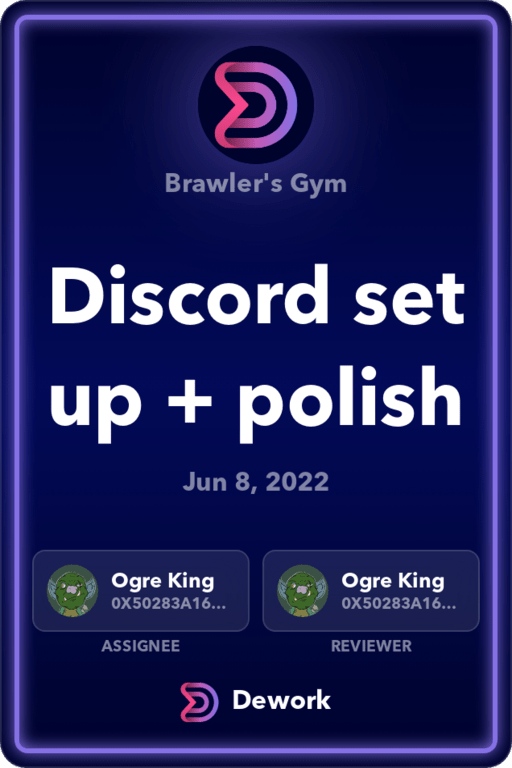 Brawler's Gym
Discord set
up + polish
Jun 8, 2022
Ogre King
0X50283A16...
ASSIGNEE
Ogre King
0X50283A16...
REVIEWER
Dework